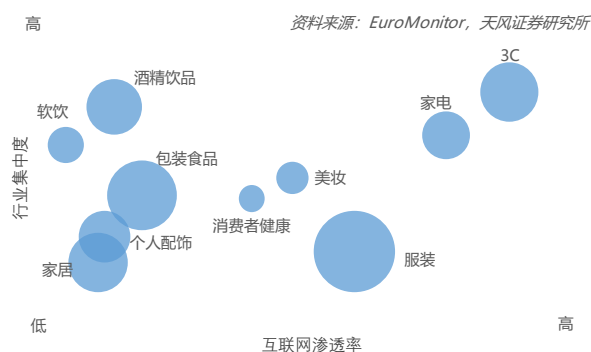 高
资料来源：EuroMonitor，天风证券研究所
3C
酒精饮品
家电
软饮
包装食品
美妆
行业集中度
消费者健康
个人配饰
服装
家居
低
高
互联网渗透率